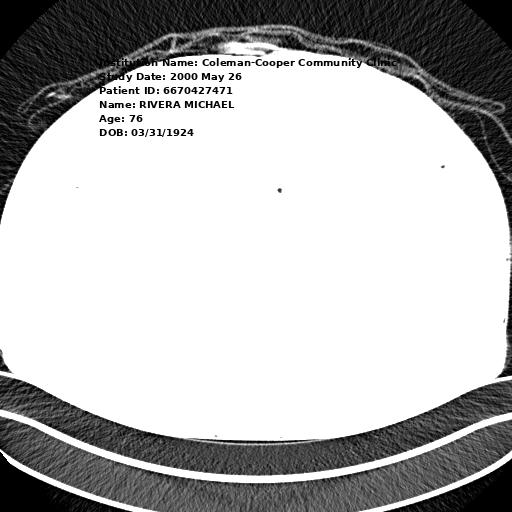 Institution Name: Coleman-Cooper Community Clinic
Study Date: 2000 May 26
Patient ID: 6670427471
Name: RIVERA MICHAEL
Age: 76
DOB: 03/31/1924